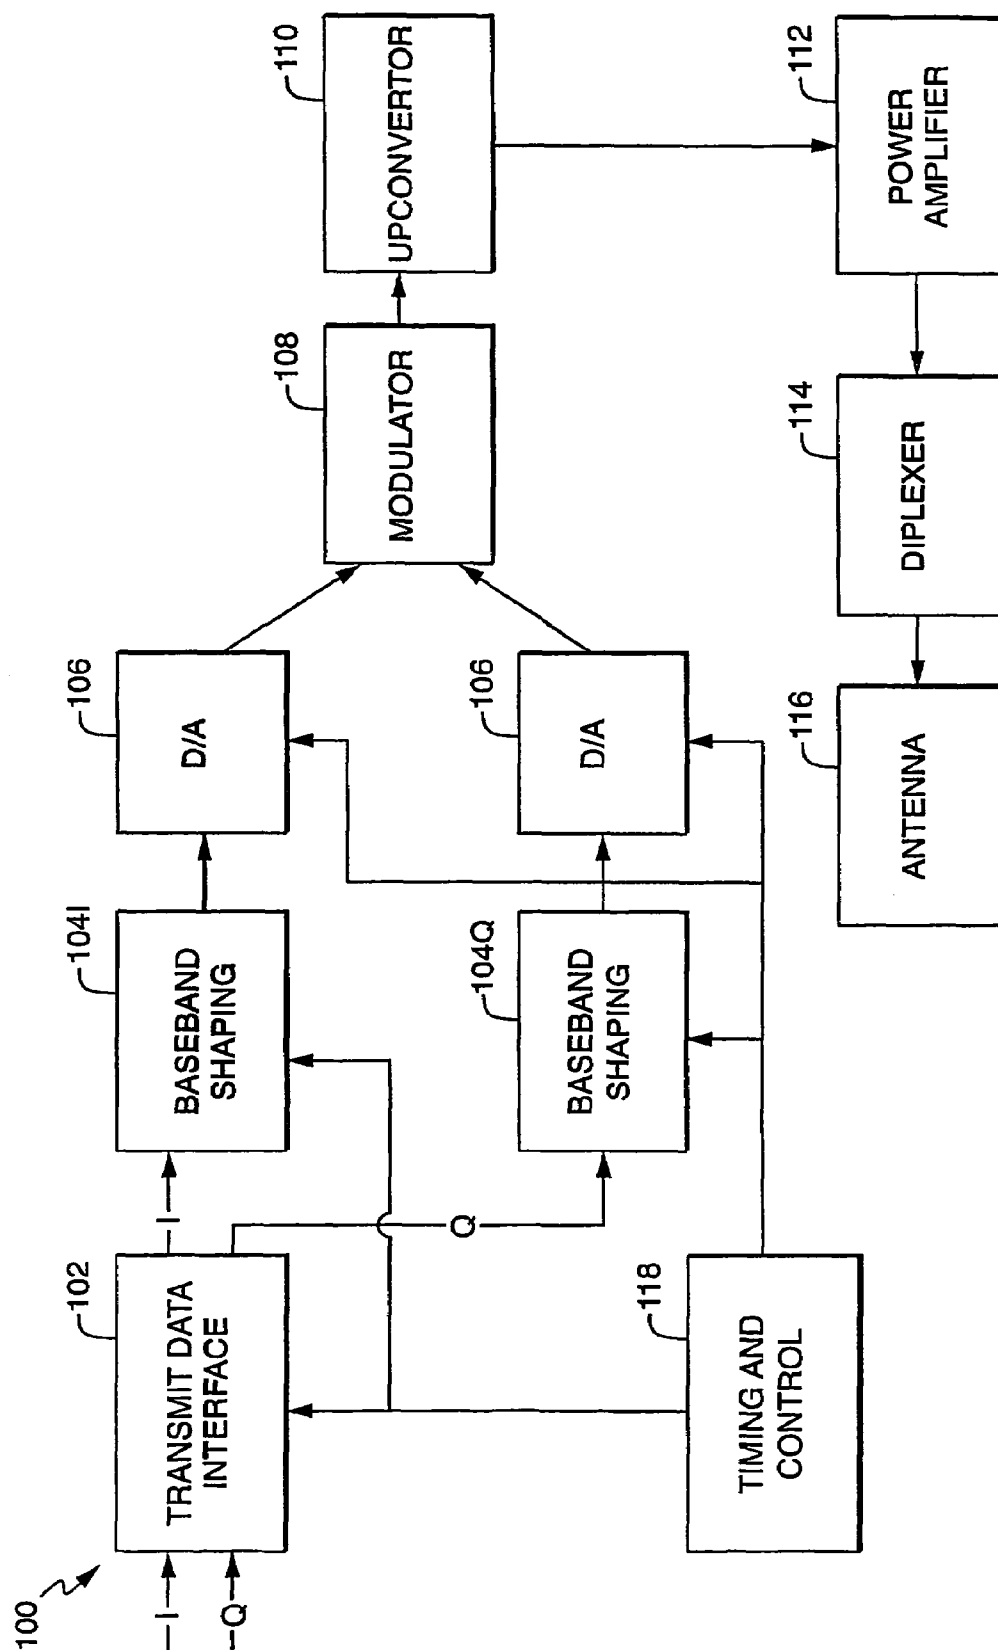 100
I
Q
102
TRANSMIT DATA
INTERFACE
I
Q
104I
BASEBAND
SHAPING
104Q
BASEBAND
SHAPING
106
D/A
106
D/A
108
MODULATOR
110
UPCONVERTOR
118
TIMING AND
CONTROL
116
ANTENNA
114
DIPLEXER
112
POWER
AMPLIFIER